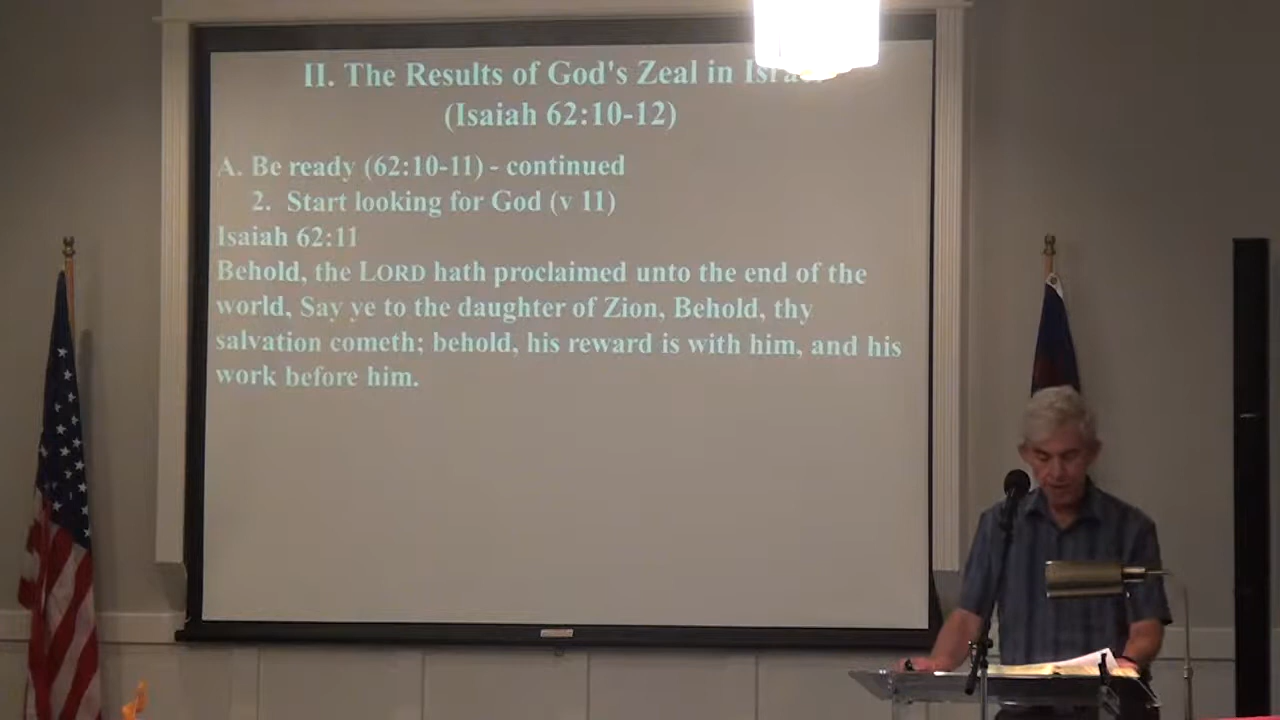 II. The Results of God's Zeal in
(Isaiah 62:10-12)
A. Be ready (62:10-11) - continued
2. Start looking for God (v 11)
Isaiah 62:11
Behold, the LORD hath proclaimed unto the end of the
world, Say ye to the daughter of Zion, Behold, thy
salvation cometh; behold, his reward is with him, and his
work before him.